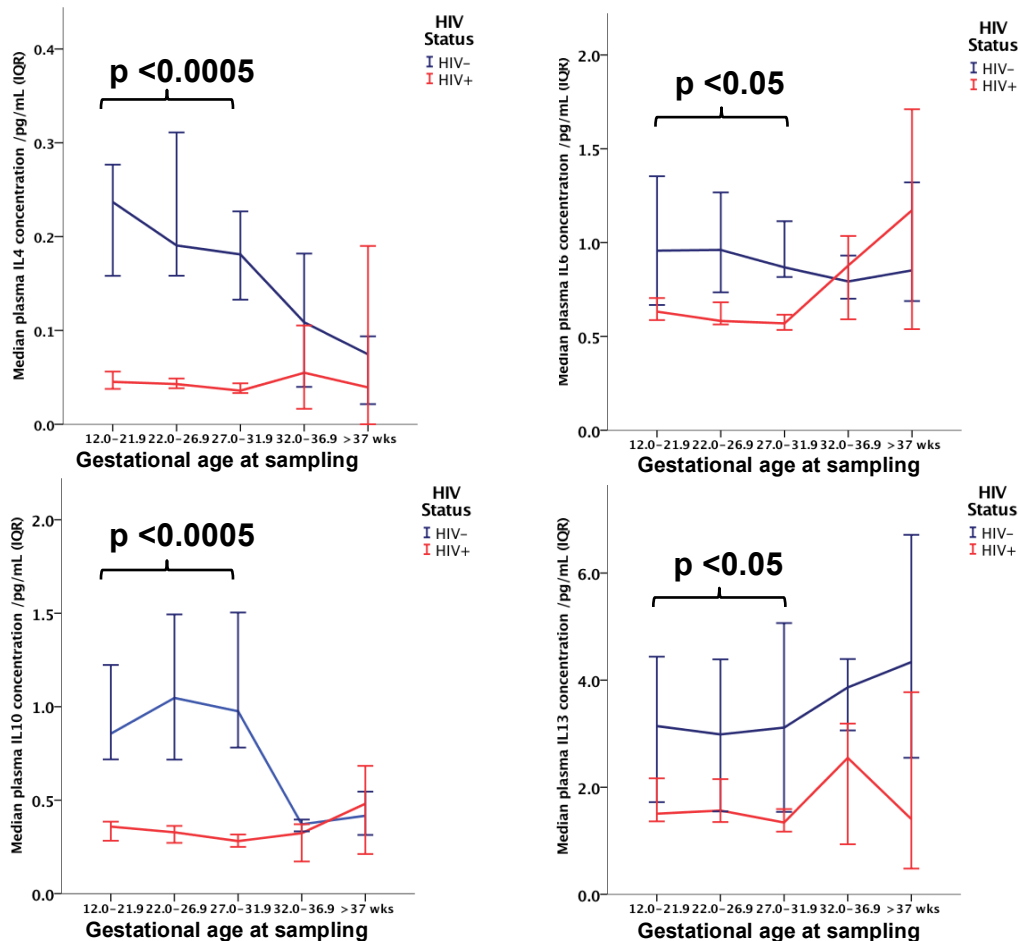 HIV
Status
HIV–
HIV+
p <0.0005
Median plasma IL4 concentration /pg/mL (IQR)
0.4
0.3
0.2
0.1
0.0
12.0–21.9 22.0–26.9 27.0–31.9 32.0–36.9 >37 wks
Gestational age at sampling
HIV
Status
HIV–
HIV+
p <0.05
Median plasma IL6 concentration /pg/mL (IQR)
2.0
1.5
1.0
0.5
0.0
12.0–21.9 22.0–26.9 27.0–31.9 32.0–36.9 >37 wks
Gestational age at sampling
HIV
Status
HIV–
HIV+
p <0.0005
Median plasma IL10 concentration /pg/mL (IQR)
2.0
1.5
1.0
0.5
0.0
12.0–21.9 22.0–26.9 27.0–31.9 32.0–36.9 >37 wks
Gestational age at sampling
HIV
Status
HIV–
HIV+
p <0.05
Median plasma IL13 concentration /pg/mL (IQR)
6.0
4.0
2.0
0.0
12.0–21.9 22.0–26.9 27.0–31.9 32.0–36.9 >37 wks
Gestational age at sampling